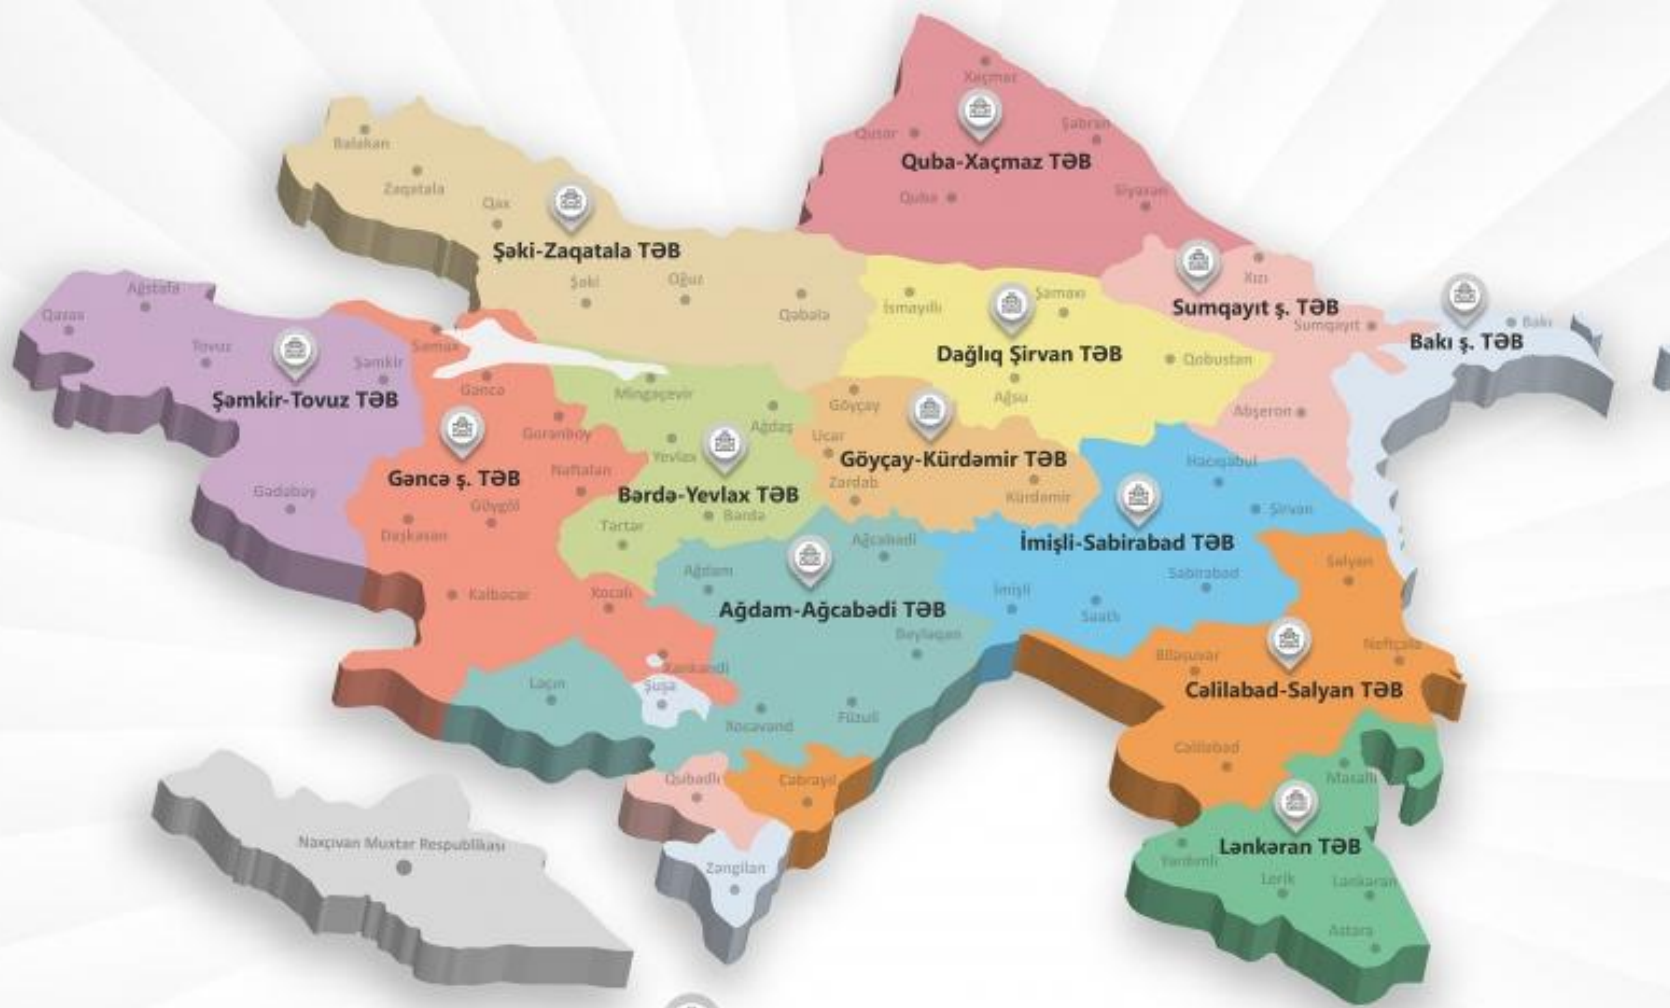 Xaçmaz
Qusar
Şabran
Quba-Xaçmaz TƏB
Quba
Siyəzən
Balakən
Zaqatala
Qax
Şəki-Zaqatala TƏB
Şəki
Oğuz
Qəbələ
Xızı
Sumqayıt ş. TƏB
Sumqayıt
Abşeron
Bakı
Bakı ş. TƏB
İsmayıllı
Şamaxı
Dağlıq Şirvan TƏB
Qobustan
Ağsu
Ağstafa
Qazax
Tovuz
Şəmkir
Şəmkir-Tovuz TƏB
Gədəbəy
Samux
Gəncə
Goranboy
Gəncə ş. TƏB
Naftalan
Göygöl
Daşkəsən
Kəlbəcər
Xocalı
Xankəndi
Mingəçevir
Ağdaş
Yevlax
Bərdə-Yevlax TƏB
Bərdə
Tərtər
Göyçay
Ucar
Göyçay-Kürdəmir TƏB
Zərdab
Kürdəmir
Hacıqabul
Şirvan
İmişli-Sabirabad TƏB
Sabirabad
İmişli
Saatlı
Ağcabədi
Ağdam
Ağdam-Ağcabədi TƏB
Beyləqan
Laçın
Şuşa
Xocavənd
Füzuli
Salyan
Neftçala
Biləsuvar
Cəlilabad-Salyan TƏB
Cəlilabad
Qubadlı
Cəbrayıl
Zəngilan
Masallı
Lənkəran TƏB
Yardımlı
Lerik
Lənkəran
Astara
Naxçıvan Muxtar Respublikası